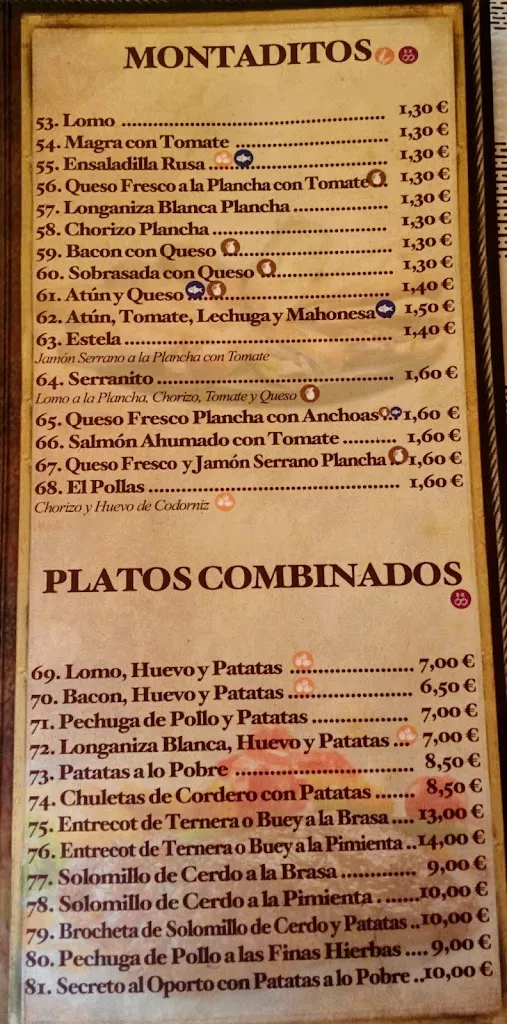 MONTADITOS
53. Lomo ........ 1,30 €
54. Magra con Tomate ........ 1,30 €
55. Ensaladilla Rusa ........ 1,30 €
56. Queso Fresco a la Plancha con Tomate ........ 1,30 €
57. Longaniza Blanca Plancha ........ 1,30 €
58. Chorizo Plancha ........ 1,30 €
59. Bacon con Queso ........ 1,30 €
60. Sobrasada con Queso ........ 1,30 €
61. Atún y Queso ........ 1,40 €
62. Atún, Tomate, Lechuga y Mahonesa 1,50 €
63. Estela ........ 1,40 €
Jamón Serrano a la Plancha con Tomate
64. Serranito ........ 1,60 €
Lomo a la Plancha, Chorizo, Tomate y Queso
65. Queso Fresco Plancha con Anchoas 1,60 €
66. Salmón Ahumado con Tomate .......... 1,60 €
67. Queso Fresco y Jamón Serrano Plancha 1,60 €
68. El Pollas ........ 1,60 €
Chorizo y Huevo de Codorniz
PLATOS COMBINADOS
69. Lomo, Huevo y Patatas ........ 7,00 €
70. Bacon, Huevo y Patatas ........ 6,50 €
71. Pechuga de Pollo y Patatas ........ 7,00 €
72. Longaniza Blanca, Huevo y Patatas ... 7,00 €
73. Patatas a lo Pobre ........ 8,50 €
74. Chuletas de Cordero con Patatas ........ 8,50 €
75. Entrecot de Ternera o Buey a la Brasa .... 13,00 €
76. Entrecot de Ternera o Buey a la Pimienta ..14,00 €
77. Solomillo de Cerdo a la Brasa ............. 9,00 €
78. Solomillo de Cerdo a la Pimienta . .......10,00 €
79. Brocheta de Solomillo de Cerdo y Patatas ..10,00 €
80. Pechuga de Pollo a las Finas Hierbas .... 9,00 €
81. Secreto al Oporto con Patatas a lo Pobre ..10,00 €